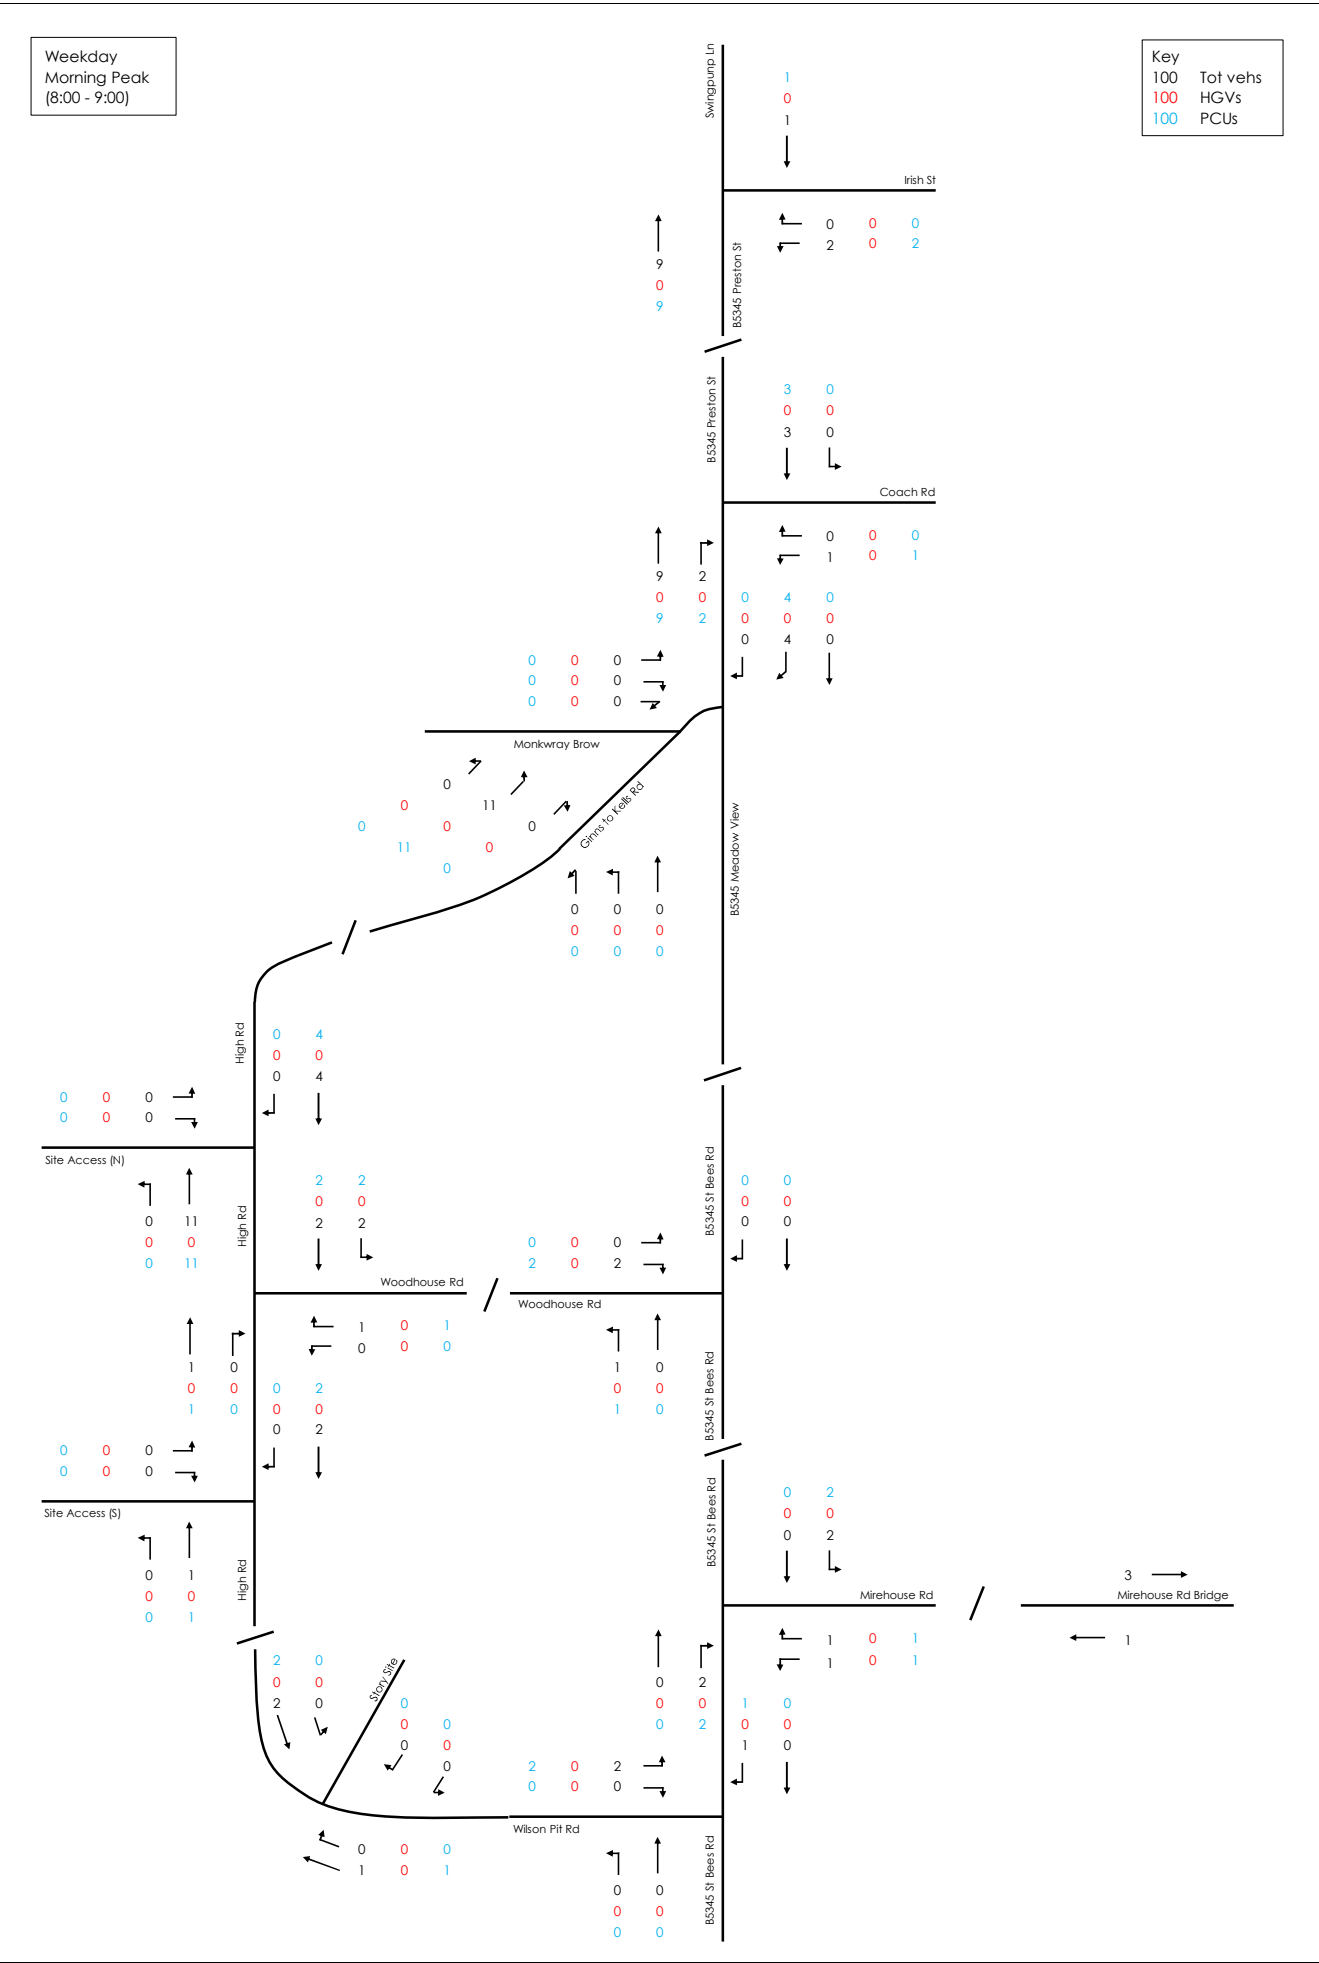 Weekday
Morning Peak
(8:00 - 9:00)
Key
100 Tot vehs
100 HGVs
100 PCUs
Swingpunp Ln
1
0
1
Irish St
0 0 0
2 0 2
9
0
9
B5345 Preston St
B5345 Preston St
3 0
0 0
3 0
Coach Rd
0 0 0
1 0 1
9 2
0 0
9 2
0 4 0
0 0 0
0 4 0
0 0 0
0 0 0
0 0 0
Monkwray Brow
0
0 11
0 0 0
11 0
0
Ginns to Kells Rd
B5345 Meadow View
0 0 0
0 0 0
0 0 0
High Rd
0 4
0 0
0 4
0 0 0
0 0 0
Site Access (N)
0 11
0 0
0 11
High Rd
2 2
0 0
2 2
Woodhouse Rd
0 0 0
2 0 2
Woodhouse Rd
B5345 St Bees Rd
0 0
0 0
0 0
1 0 1
0 0 0
1 0
0 0
1 0
1 0
0 0
1 0
B5345 St Bees Rd
0 2
0 0
0 2
0 0 0
0 0 0
Site Access (S)
0 1
0 0
0 1
High Rd
B5345 St Bees Rd
0 2
0 0
0 2
Mirehouse Rd
3
Mirehouse Rd Bridge
1
1 0 1
1 0 1
0 2
0 0
0 2
1 0
0 0
1 0
2 0
0 0
2 0
Story Site
0
0 0
0 0
0
2 0 2
0 0 0
Wilson Pit Rd
0 0 0
1 0 1
0 0
0 0
0 0
B5345 St Bees Rd